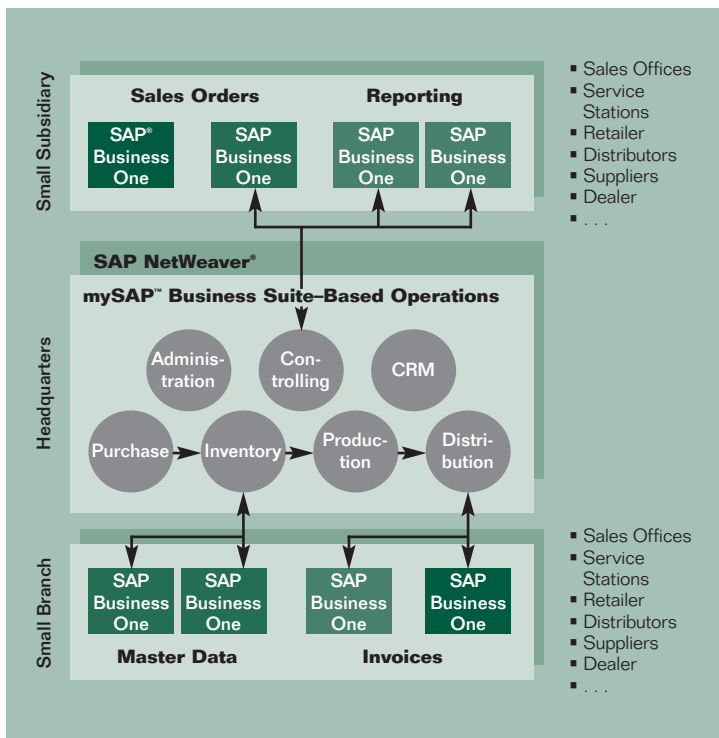 Small Subsidiary
Sales Orders
Reporting
SAP®
Business
One
SAP
Business
One
SAP
Business
One
SAP
Business
One
▪ Sales Offices
▪ Service
Stations
▪ Retailer
▪ Distributors
▪ Suppliers
▪ Dealer
▪ . . .
Headquarters
SAP NetWeaver®
mySAP™ Business Suite–Based Operations
Adminis-
tration
Con-
trolling
CRM
Purchase
Inventory
Produc-
tion
Distri-
bution
Small Branch
SAP
Business
One
SAP
Business
One
SAP
Business
One
SAP
Business
One
Master Data
Invoices
▪ Sales Offices
▪ Service
Stations
▪ Retailer
▪ Distributors
▪ Suppliers
▪ Dealer
▪ . . .